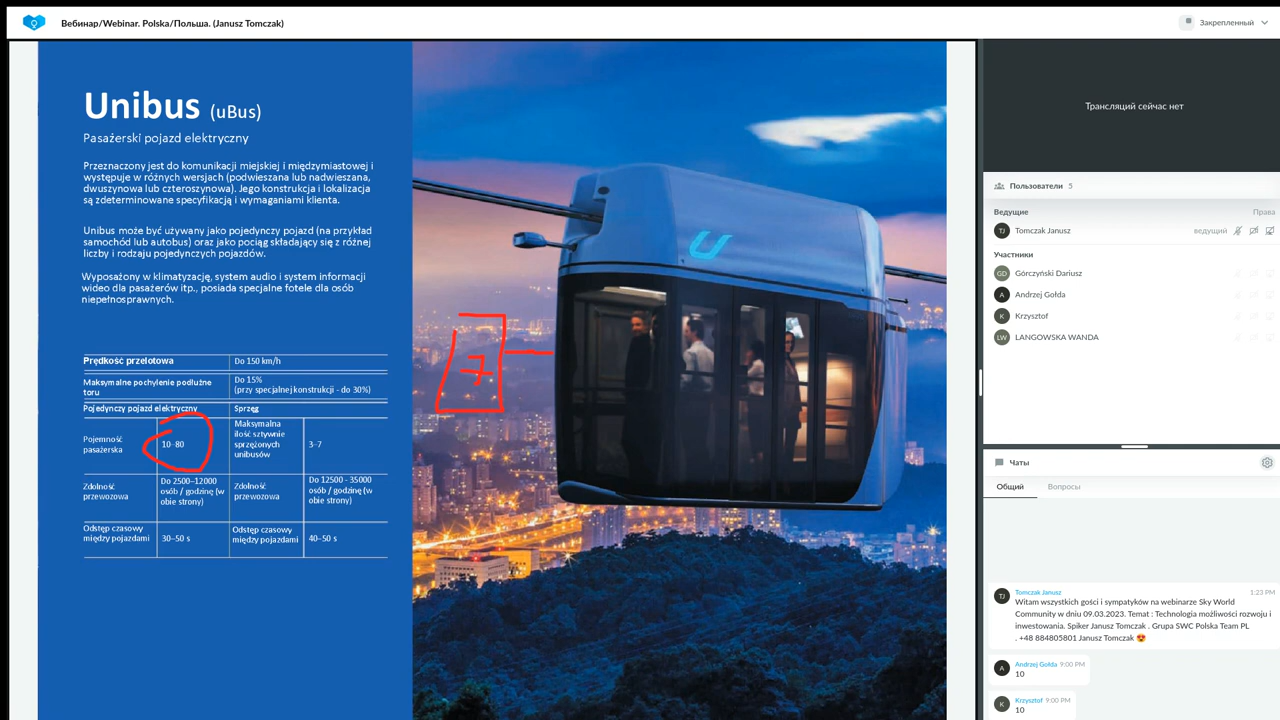 Вебинар/Webinar. Polska/Польша. (Janusz Tomczak)
Закрепленный
Unibus (uBus)
Pasażerski pojazd elektryczny
Przeznaczony jest do komunikacji miejskiej i międzymiastowej i
występuje w różnych wersjach (podwieszana lub nadwieszana,
dwuszynowa lub czteroszynowa). Jego konstrukcja i lokalizacja
są zdeterminowane specyfikacją i wymaganiami klienta.
Unibus może być używany jako pojedynczy pojazd (na przykład
samochód lub autobus) oraz jako pociąg składający się z różnej
liczby i rodzaju pojedynczych pojazdów.
Wyposażony w klimatyzację, system audio i system informacji
wideo dla pasażerów itp., posiada specjalne fotele dla osób
niepełnosprawnych.
Prędkość przelotowa
Do 150 km/h
Maksymalne pochylenie podłużne
toru
Do 15%
(przy specjalnej konstrukcji - do 30%)
Pojedynczy pojazd elektryczny
Sprzęg
Pojemność
pasażerska
10–80
Maksymalna
ilość sztywnie
sprzężonych
unibusów
3-7
Zdolność
przewozowa
Do 2500–12000
osób / godzinę (w
obie strony)
Zdolność
przewozowa
Do 12500 - 35000
osób / godzinę (w
obie strony)
Odstęp czasowy
między pojazdami
30–50 s
Odstęp czasowy
między pojazdami
40–50 s
7
U
Трансляций сейчас нет
Пользователи 5
Ведущие
Права
TJ
Tomczak Janusz
ведущий
Участники
GD
Górczyński Dariusz
A
Andrzej Gołda
K
Krzysztof
LW
LANGOWSKA WANDA
Чаты
Общий
Вопросы
TJ
Tomczak Janusz
1:23 PM
Witam wszystkich gości i sympatyków na webinarze Sky World
Community w dniu 09.03.2023. Temat : Technologia możliwości rozwoju i
inwestowania. Spiker Janusz Tomczak . Grupa SWC Polska Team PL
. +48 884805801 Janusz Tomczak 😍
A
Andrzej Gołda 9:00 PM
10
K
Krzysztof 9:00 PM
10